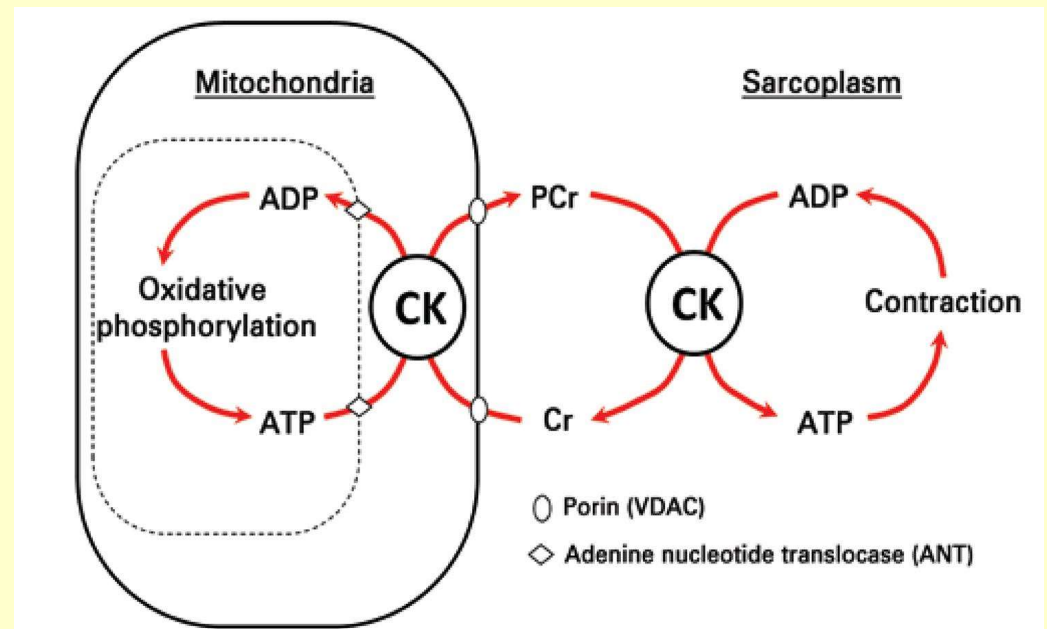 Mitochondria
Sarcoplasm
ADP
PCr
ADP
Oxidative
phosphorylation
CK
CK
Contraction
ATP
Cr
ATP
Porin (VDAC)
Adenine nucleotide translocase (ANT)